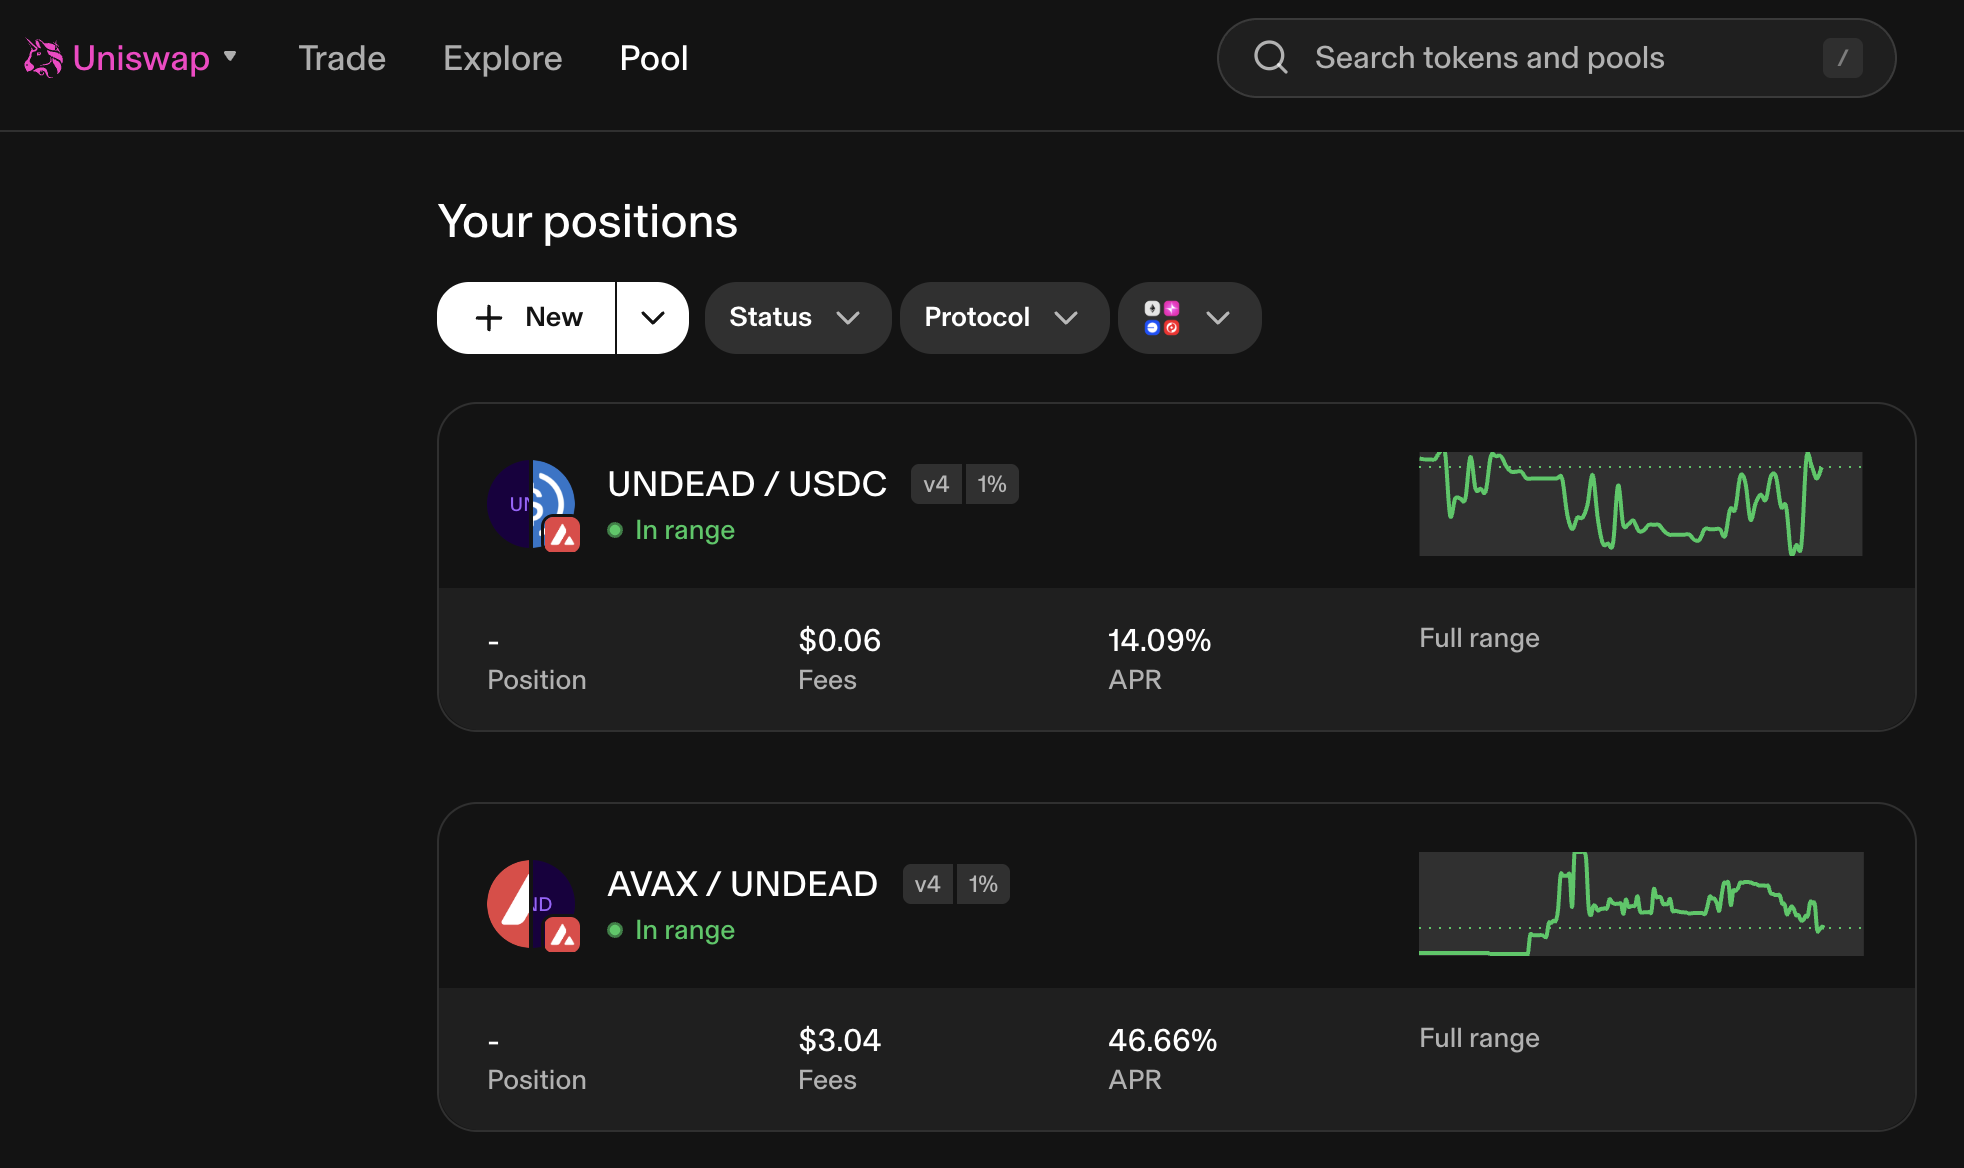 Uniswap Trade Explore Pool Search tokens and pools /
Your positions
New Status Protocol
UNDEAD / USDC v4 1%
UN
In range
- $0.06 14.09% Full range
Position Fees APR
AVAX / UNDEAD v4 1%
ND
In range
- $3.04 46.66% Full range
Position Fees APR